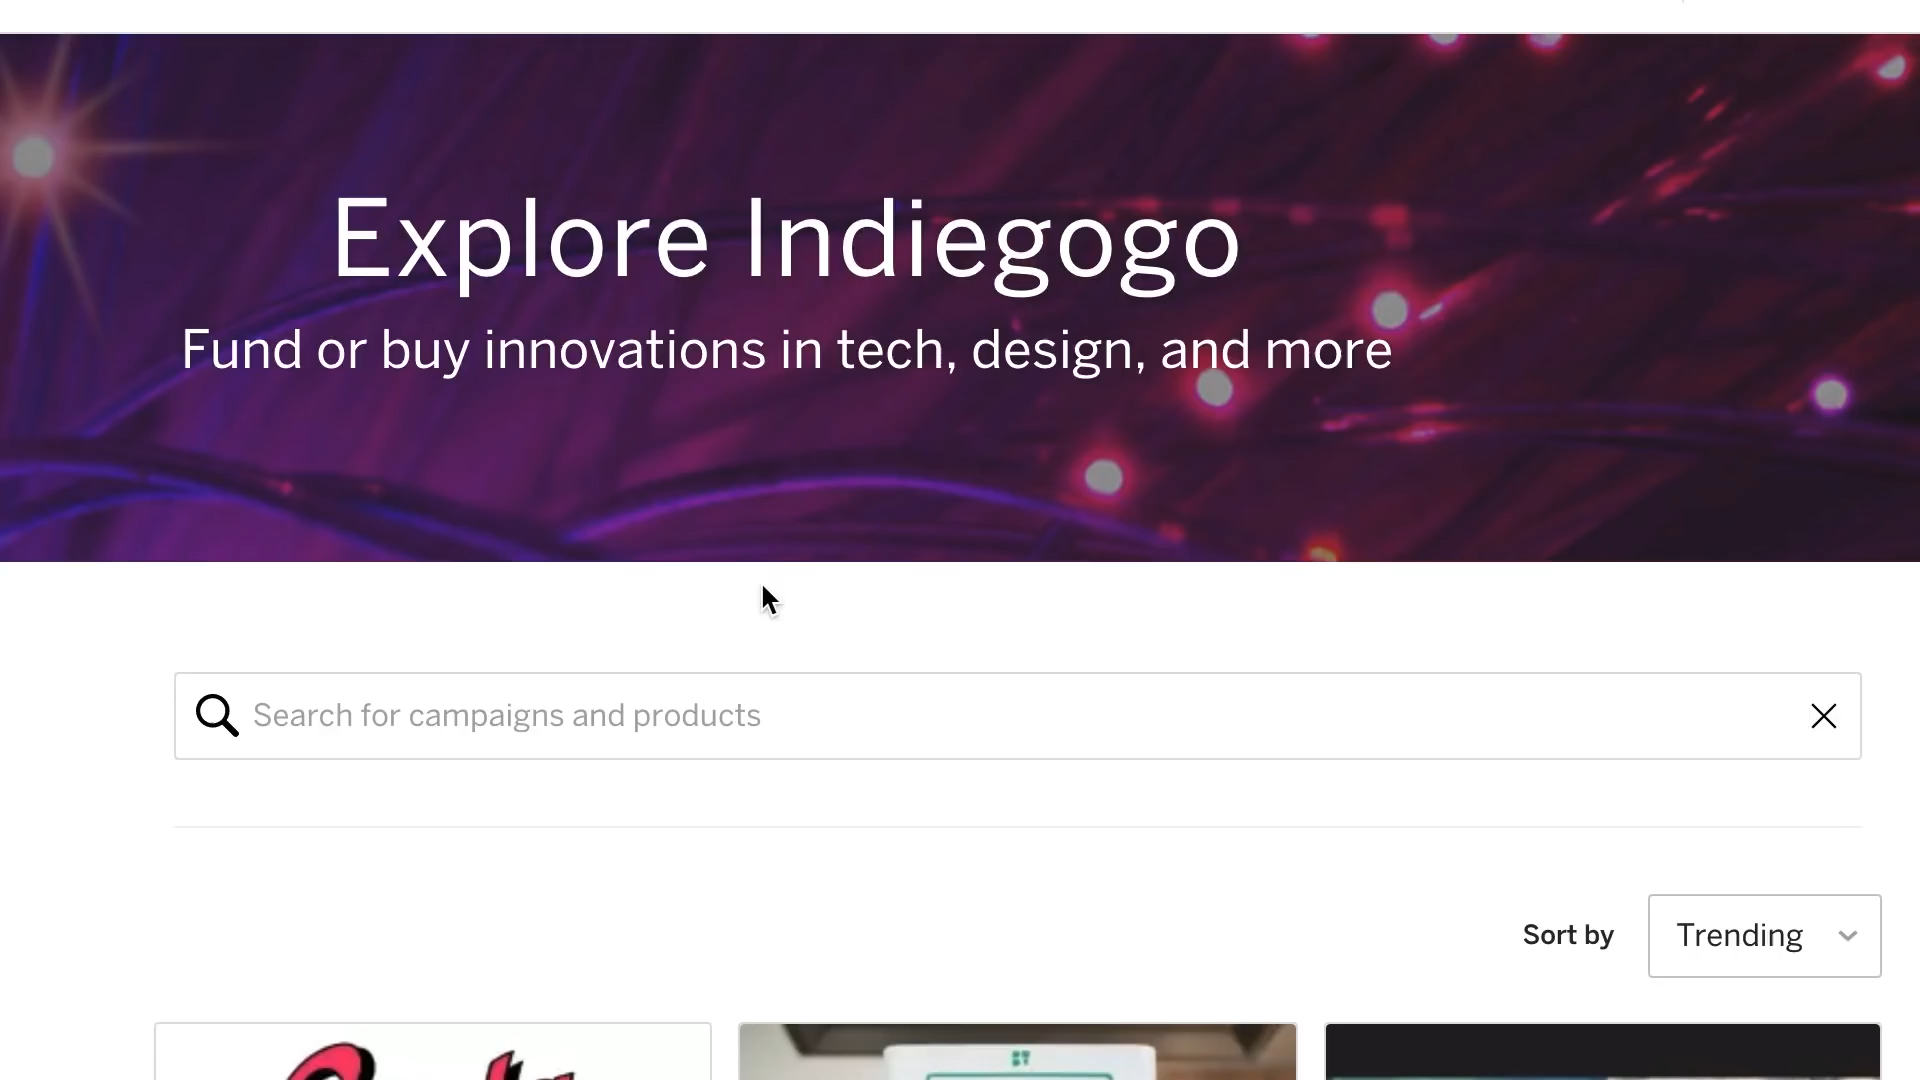 Explore Indiegogo
Fund or buy innovations in tech, design, and more
Search for campaigns and products
Sort by
Trending